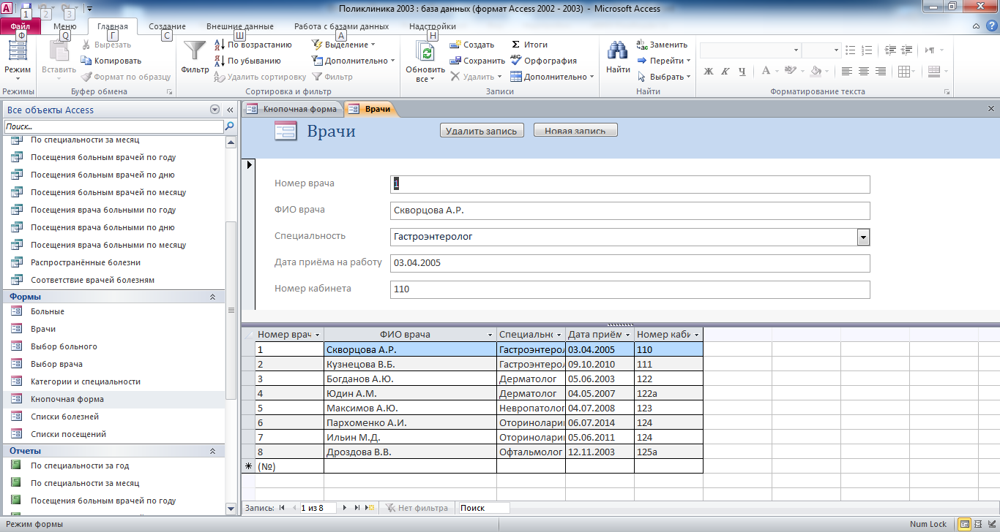 Поликлиника 2003 : база данных (формат Access 2002 - 2003) - Microsoft Access
1 2 3
Файл Меню Главная Создание Внешние данные Работа с базами данных Надстройки
Ф Q Г С Ш А Н
Режим
Режимы
Вставить
Вырезать
Копировать
Формат по образцу
Буфер обмена
Фильтр
По возрастанию
По убыванию
Удалить сортировку
Выделение
Дополнительно
Фильтр
Сортировка и фильтр
Обновить все
Создать
Сохранить
Удалить
Итоги
Орфография
Дополнительно
Записи
Найти
Заменить
Перейти
Выбрать
Найти
Ж К Ч А
Форматирование текста
Все объекты Access
Поиск...
По специальности за месяц
Посещения больным врачей по году
Посещения больным врачей по дню
Посещения больным врачей по месяцу
Посещения врача больными по году
Посещения врача больными по дню
Посещения врача больными по месяцу
Распространённые болезни
Соответствие врачей болезням
Формы
Больные
Врачи
Выбор больного
Выбор врача
Категории и специальности
Кнопочная форма
Списки болезней
Списки посещений
Отчеты
По специальности за год
По специальности за месяц
Посещения больным врачей по году
Кнопочная форма Врачи
Врачи Удалить запись Новая запись
Номер врача 1
ФИО врача Скворцова А.Р.
Специальность Гастроэнтеролог
Дата приёма на работу 03.04.2005
Номер кабинета 110
Номер врач ФИО врача Специально Дата приём Номер каби
1 Скворцова А.Р. Гастроэнтерол 03.04.2005 110
2 Кузнецова В.Б. Гастроэнтерол 09.10.2010 111
3 Богданов А.Ю. Дерматолог 05.06.2003 122
4 Юдин А.М. Дерматолог 04.05.2007 122а
5 Максимов А.Ю. Невропатолог 04.07.2008 123
6 Пархоменко А.И. Оторинолари 06.07.2014 124
7 Ильин М.Д. Оторинолари 05.06.2011 124
8 Дроздова В.В. Офтальмолог 12.11.2003 125а
(№)
Запись: 1 из 8 Нет фильтра Поиск
Режим формы Num Lock